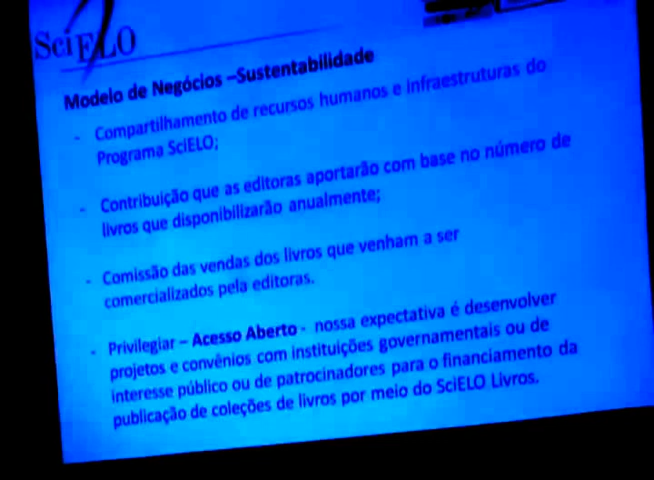 SciELO
Modelo de Negócios –Sustentabilidade
- Compartilhamento de recursos humanos e infraestruturas do
Programa SciELO;
- Contribuição que as editoras aportarão com base no número de
livros que disponibilizarão anualmente;
- Comissão das vendas dos livros que venham a ser
comercializados pela editoras.
- Privilegiar – Acesso Aberto - nossa expectativa é desenvolver
projetos e convênios com instituições governamentais ou de
interesse público ou de patrocinadores para o financiamento da
publicação de coleções de livros por meio do SciELO Livros.